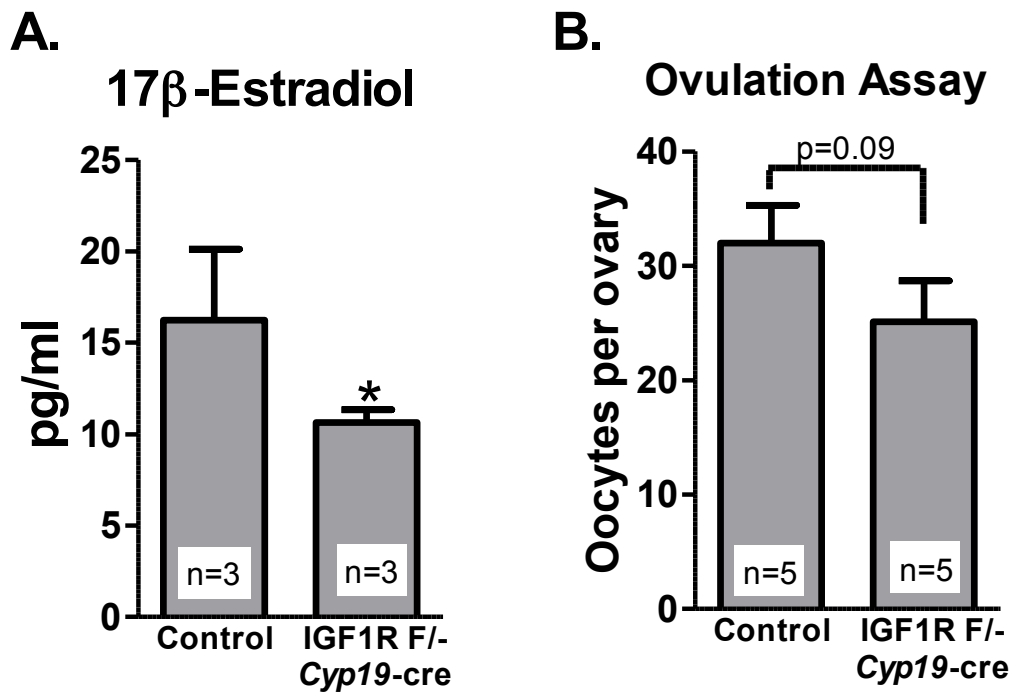 A.
17β-Estradiol
25
20
15
10
5
0
pg/ml
*
n=3
n=3
Control
IGF1R F/-
Cyp19-cre
B.
Ovulation Assay
40
30
20
10
0
Oocytes per ovary
p=0.09
n=5
n=5
Control
IGF1R F/-
Cyp19-cre